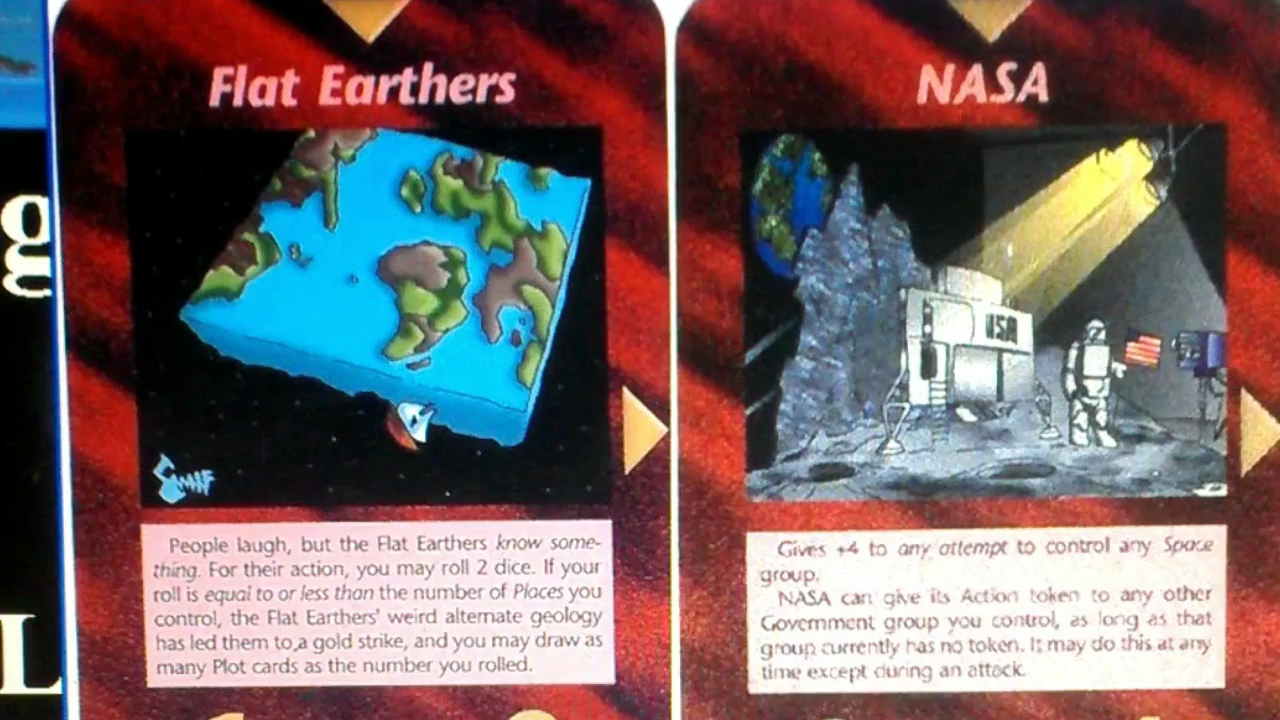 g
L
Flat Earthers
People laugh, but the Flat Earthers know some-
thing. For their action, you may roll 2 dice. If your
roll is equal to or less than the number of Places you
control, the Flat Earthers' weird alternate geology
has led them to a gold strike, and you may draw as
many Plot cards as the number you rolled.
NASA
USA
Gives +4 to any attempt to control any Space
group.
NASA can give its Action token to any other
Government group you control, as long as that
group currently has no token. It may do this at any
time except during an attack.